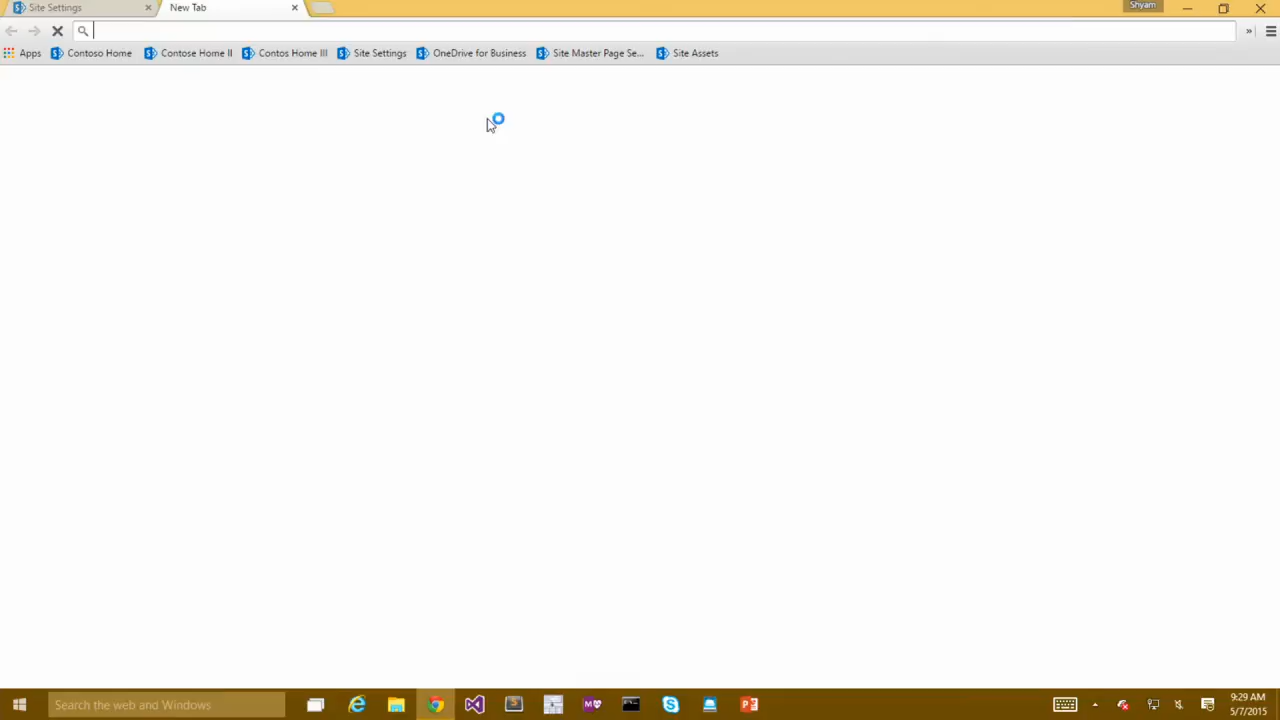 Site Settings
New Tab
Shyam
Apps
Contoso Home
Contose Home II
Contos Home III
Site Settings
OneDrive for Business
Site Master Page Se...
Site Assets
Search the web and Windows
9:29 AM
5/7/2015